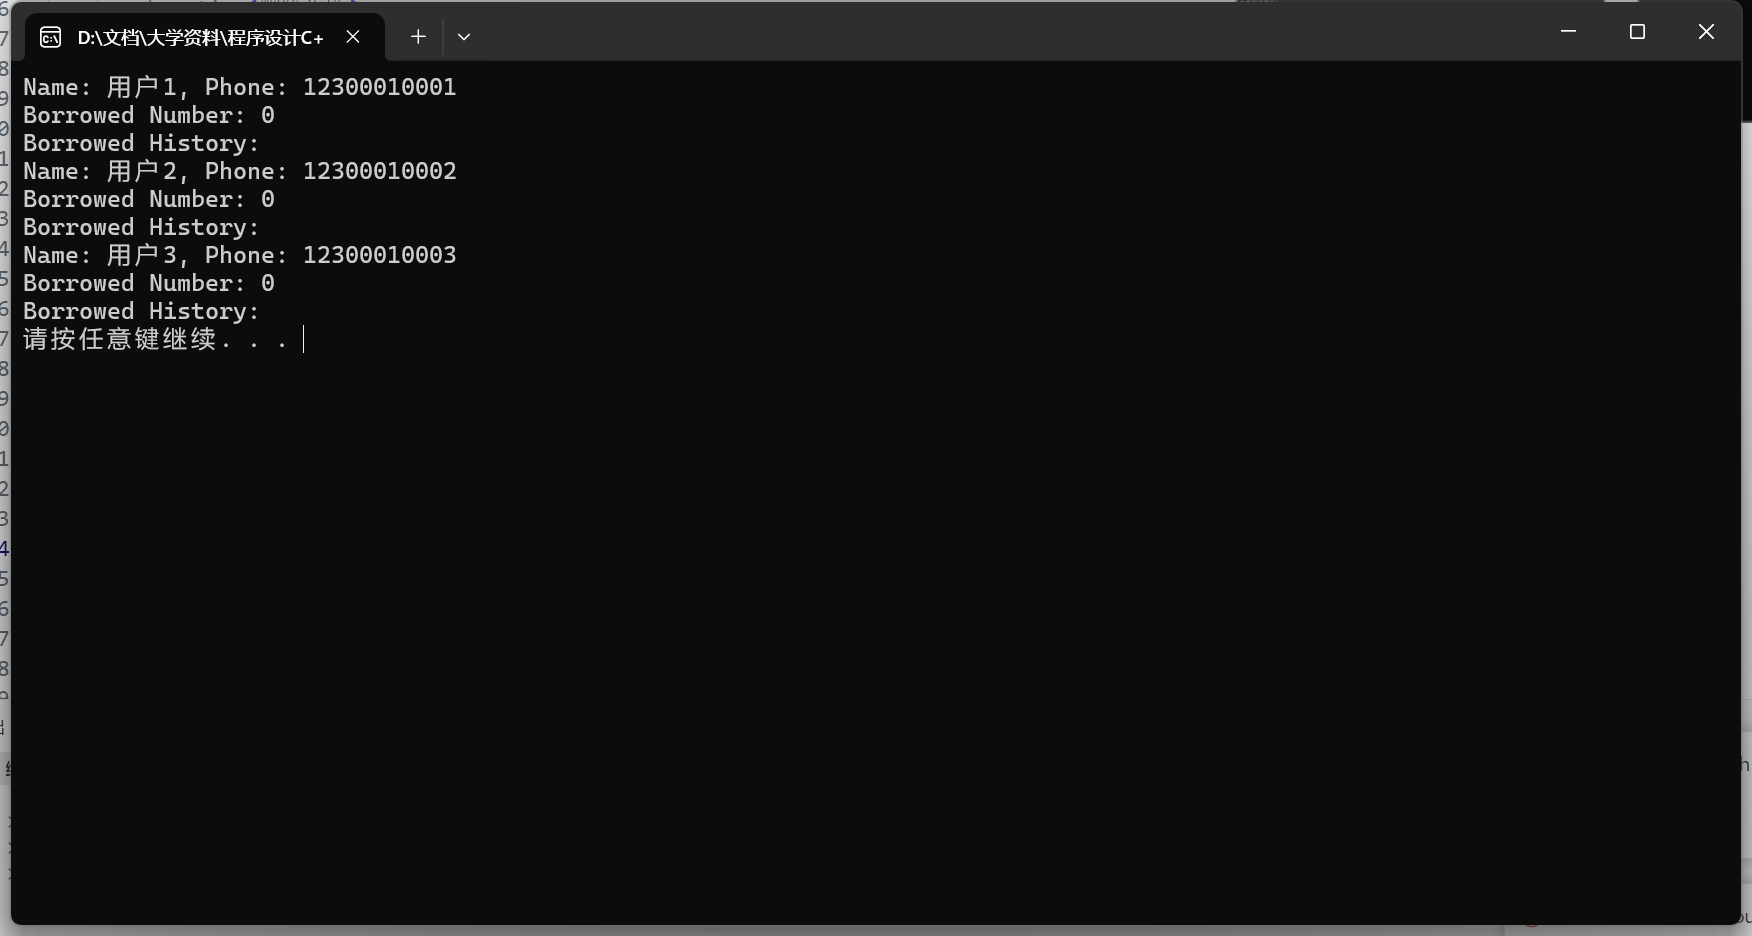 D:\文档\大学资料\程序设计C+
Name: 用户1, Phone: 12300010001
Borrowed Number: 0
Borrowed History:
Name: 用户2, Phone: 12300010002
Borrowed Number: 0
Borrowed History:
Name: 用户3, Phone: 12300010003
Borrowed Number: 0
Borrowed History:
请按任意键继续. . .